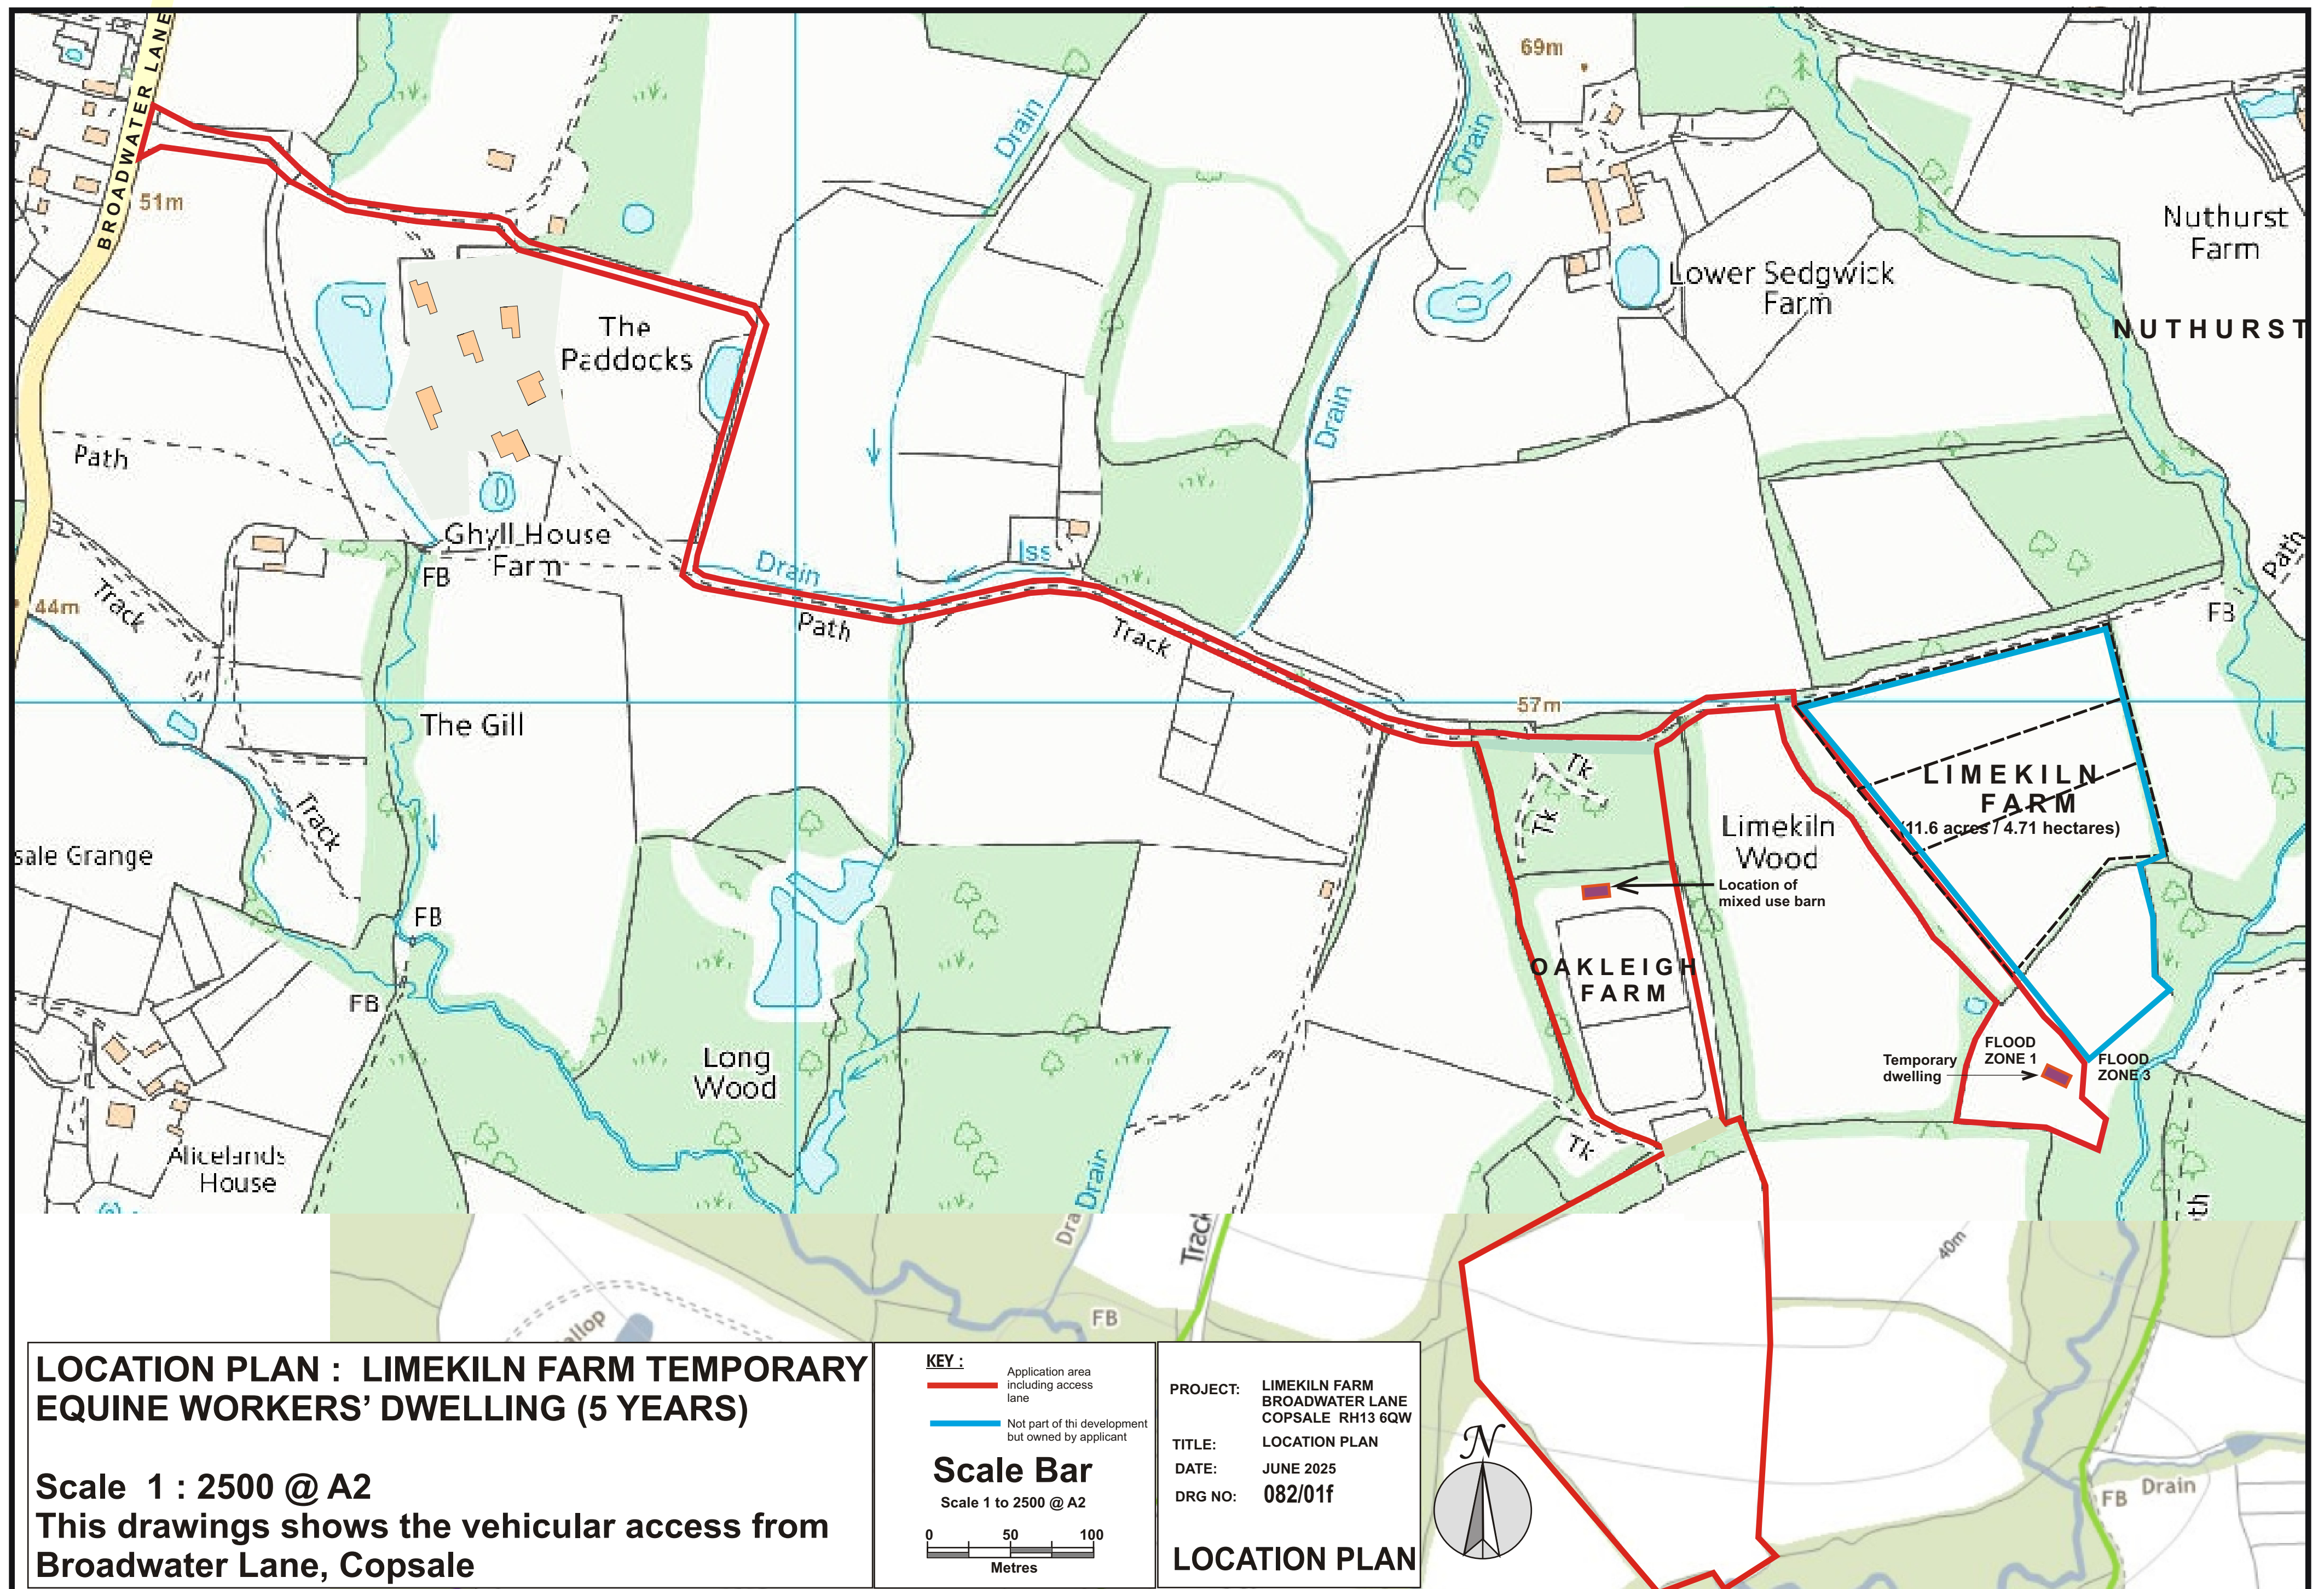 BROADWATER LANE
51m
Path
Track
44m
The
Paddocks
Ghyll House
Farm
FB
Drain
Drain
Drain
Drain
Iss
Path
Track
69m
Lower Sedgwick
Farm
Nuthurst
Farm
NUTHURST
Path
FB
57m
The Gill
Track
sale Grange
FB
FB
Alicelands
House
Long
Wood
Drain
Tk
Tk
Tk
Limekiln
Wood
Location of
mixed use barn
OAKLEIGH
FARM
LIMEKILN
FARM
(11.6 acres / 4.71 hectares)
Temporary
dwelling
FLOOD
ZONE 1
FLOOD
ZONE 3
th
Dra
Track
FB
allop
40m
FB
Drain
LOCATION PLAN : LIMEKILN FARM TEMPORARY
EQUINE WORKERS’ DWELLING (5 YEARS)
Scale 1 : 2500 @ A2
This drawings shows the vehicular access from
Broadwater Lane, Copsale
KEY :
Application area
including access
lane
Not part of thi development
but owned by applicant
Scale Bar
Scale 1 to 2500 @ A2
0 50 100
Metres
PROJECT: LIMEKILN FARM
BROADWATER LANE
COPSALE RH13 6QW
TITLE: LOCATION PLAN
DATE: JUNE 2025
DRG NO: 082/01f
LOCATION PLAN
N